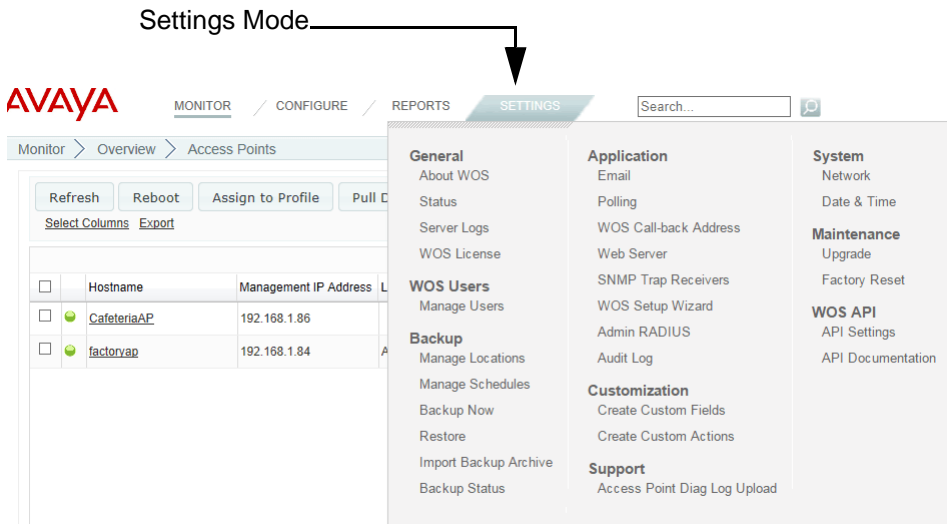 Settings Mode
AVAYA
MONITOR / CONFIGURE / REPORTS SETTINGS Search...
Monitor > Overview > Access Points
Refresh Reboot Assign to Profile Pull D
Select Columns Export
Hostname Management IP Address L
CafeteriaAP 192.168.1.86
factoryap 192.168.1.84 A
General
About WOS
Status
Server Logs
WOS License
WOS Users
Manage Users
Backup
Manage Locations
Manage Schedules
Backup Now
Restore
Import Backup Archive
Backup Status
Application
Email
Polling
WOS Call-back Address
Web Server
SNMP Trap Receivers
WOS Setup Wizard
Admin RADIUS
Audit Log
Customization
Create Custom Fields
Create Custom Actions
Support
Access Point Diag Log Upload
System
Network
Date & Time
Maintenance
Upgrade
Factory Reset
WOS API
API Settings
API Documentation